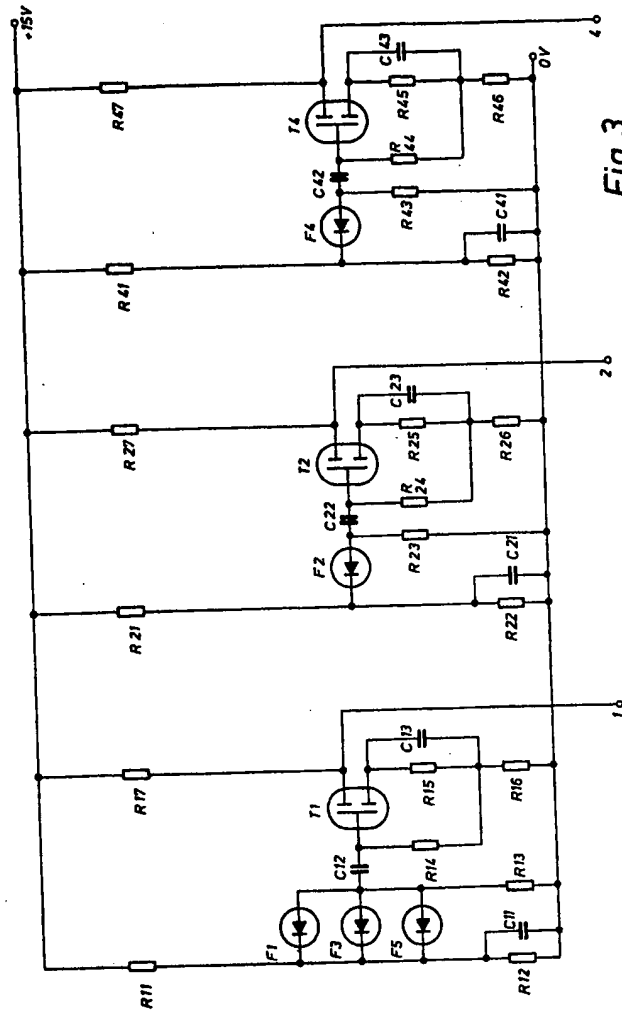 +15V
R11
R17
R21
R27
R41
R47
F1
F3
F5
C12
T1
R14
R15
C13
R16
R13
C11
R12
1
F2
C22
T2
R24
R25
C23
R23
R26
C21
R22
2
F4
C42
T4
R44
R45
C43
R43
R46
C41
R42
4
0V
Fig.3